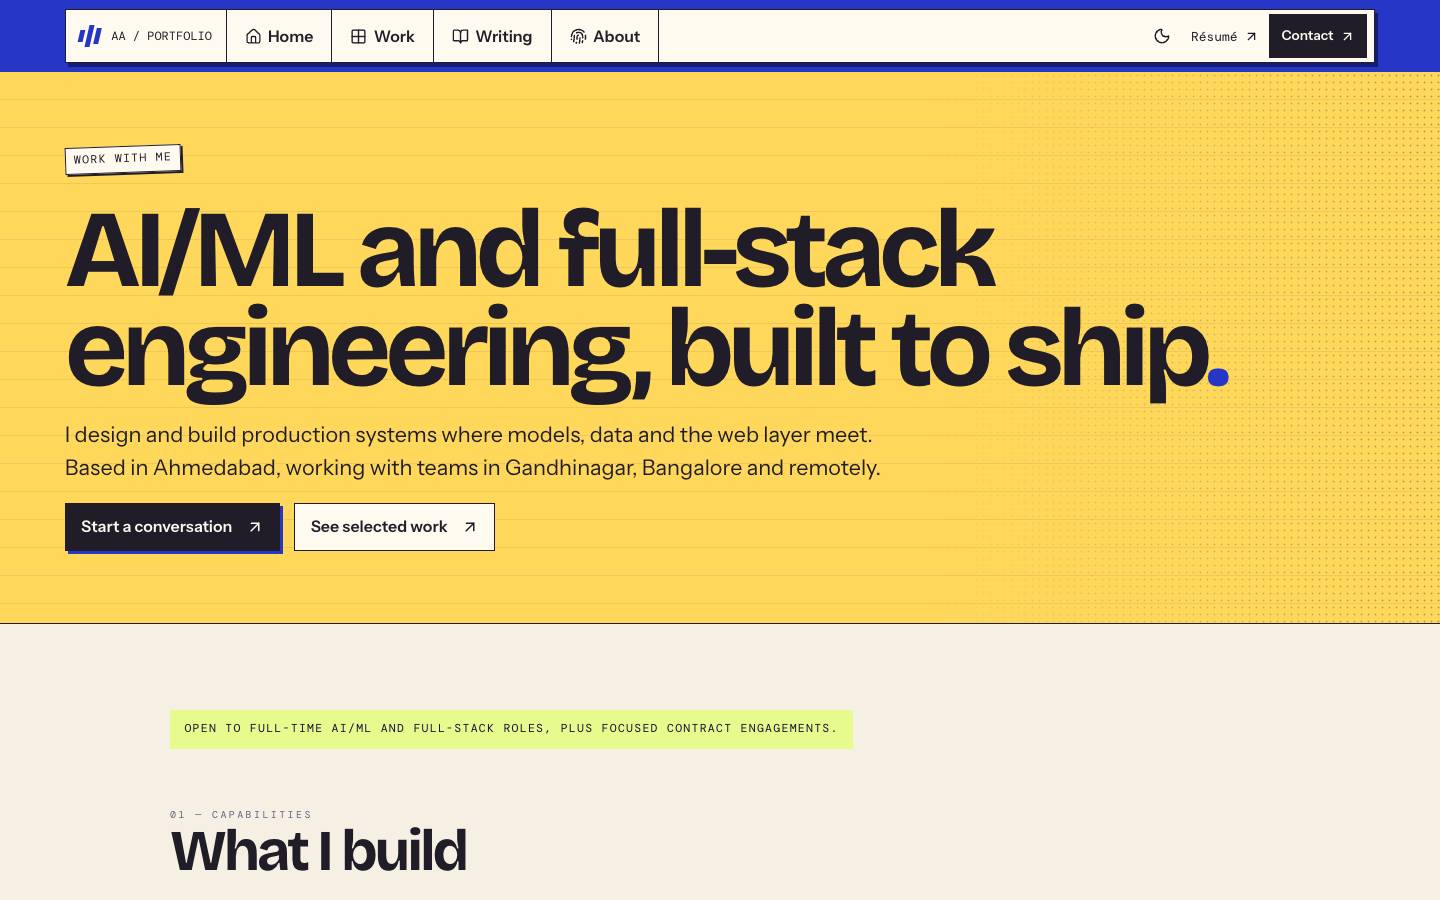 AA / PORTFOLIO
Home
Work
Writing
About
Résumé
Contact
WORK WITH ME
AI/ML and full-stack
engineering, built to ship.
I design and build production systems where models, data and the web layer meet.
Based in Ahmedabad, working with teams in Gandhinagar, Bangalore and remotely.
Start a conversation
See selected work
OPEN TO FULL-TIME AI/ML AND FULL-STACK ROLES, PLUS FOCUSED CONTRACT ENGAGEMENTS.
01 — CAPABILITIES
What I build